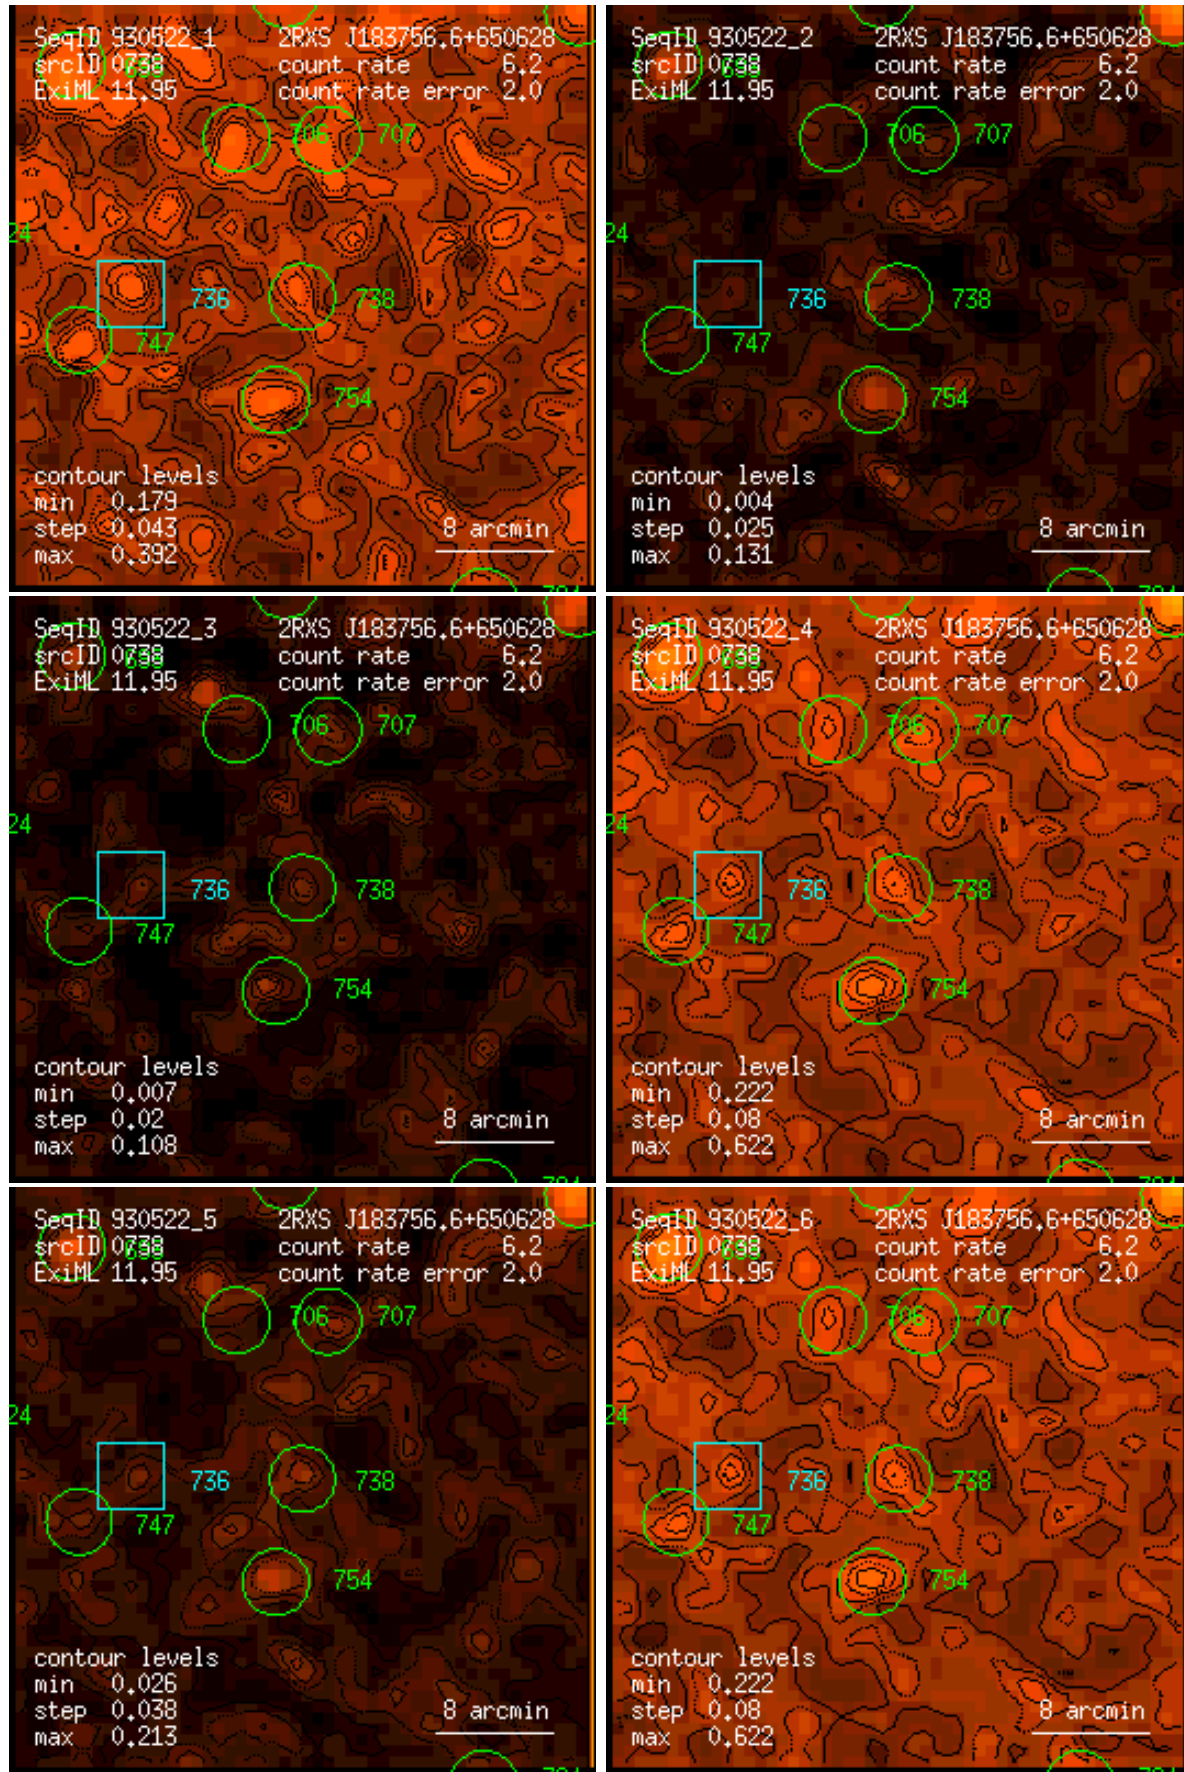 SeqID 930522_1 2RXS J183756.6+650628
srcID 0738 count rate 6.2
ExiML 11.95 count rate error 2.0
706 707
24
736 738
747
754
contour levels
min 0.179
step 0.043 8 arcmin
max 0.392
SeqID 930522_2 2RXS J183756.6+650628
srcID 0738 count rate 6.2
ExiML 11.95 count rate error 2.0
706 707
24
736 738
747
754
contour levels
min 0.004
step 0.025 8 arcmin
max 0.131
SeqID 930522_3 2RXS J183756.6+650628
srcID 0738 count rate 6.2
ExiML 11.95 count rate error 2.0
706 707
24
736 738
747
754
contour levels
min 0.007
step 0.02 8 arcmin
max 0.108
SeqID 930522_4 2RXS J183756.6+650628
srcID 0738 count rate 6.2
ExiML 11.95 count rate error 2.0
706 707
24
736 738
747
754
contour levels
min 0.222
step 0.08 8 arcmin
max 0.622
SeqID 930522_5 2RXS J183756.6+650628
srcID 0738 count rate 6.2
ExiML 11.95 count rate error 2.0
706 707
24
736 738
747
754
contour levels
min 0.026
step 0.038 8 arcmin
max 0.213
SeqID 930522_6 2RXS J183756.6+650628
srcID 0738 count rate 6.2
ExiML 11.95 count rate error 2.0
706 707
24
736 738
747
754
contour levels
min 0.222
step 0.08 8 arcmin
max 0.622